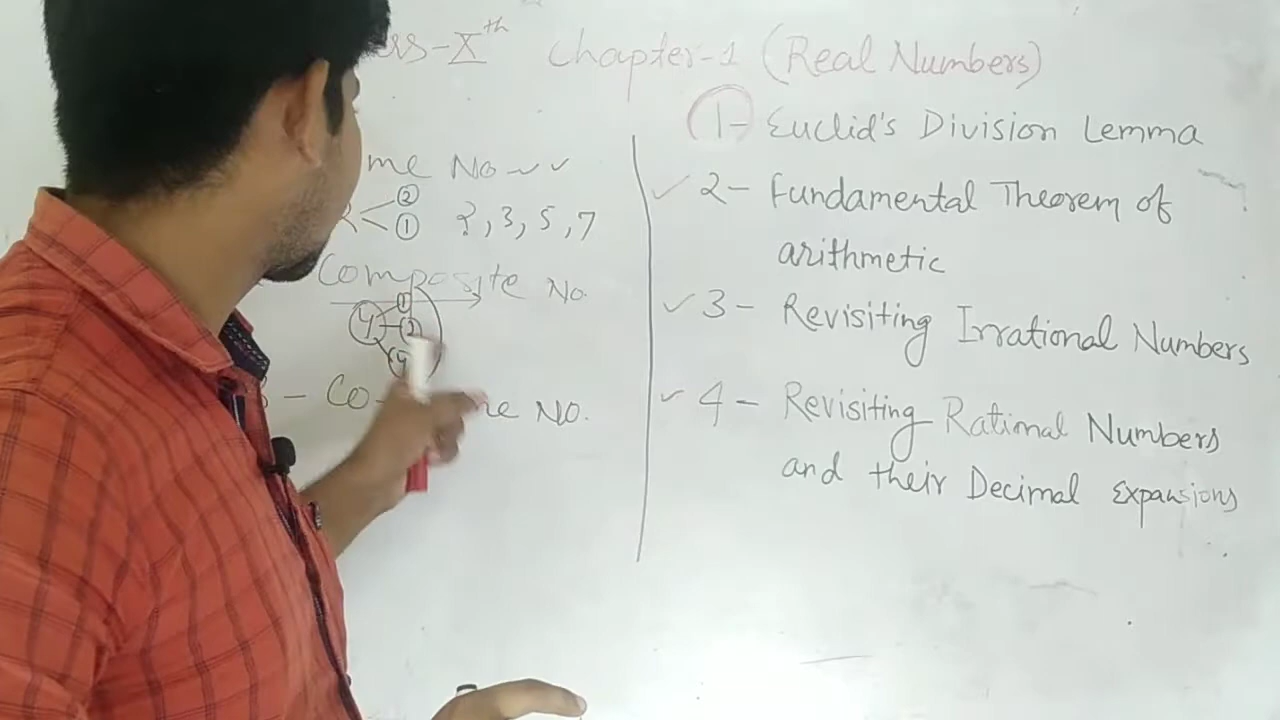 Xth Chapter-1 (Real Numbers)
No
② ① 2, 3, 5, 7
Composite No.
4 ① ② 4
Co- No.
1- Euclid's Division Lemma
2- Fundamental Theorem of
arithmetic
3- Revisiting Irrational Numbers
4- Revisiting Rational Numbers
and their Decimal Expansions